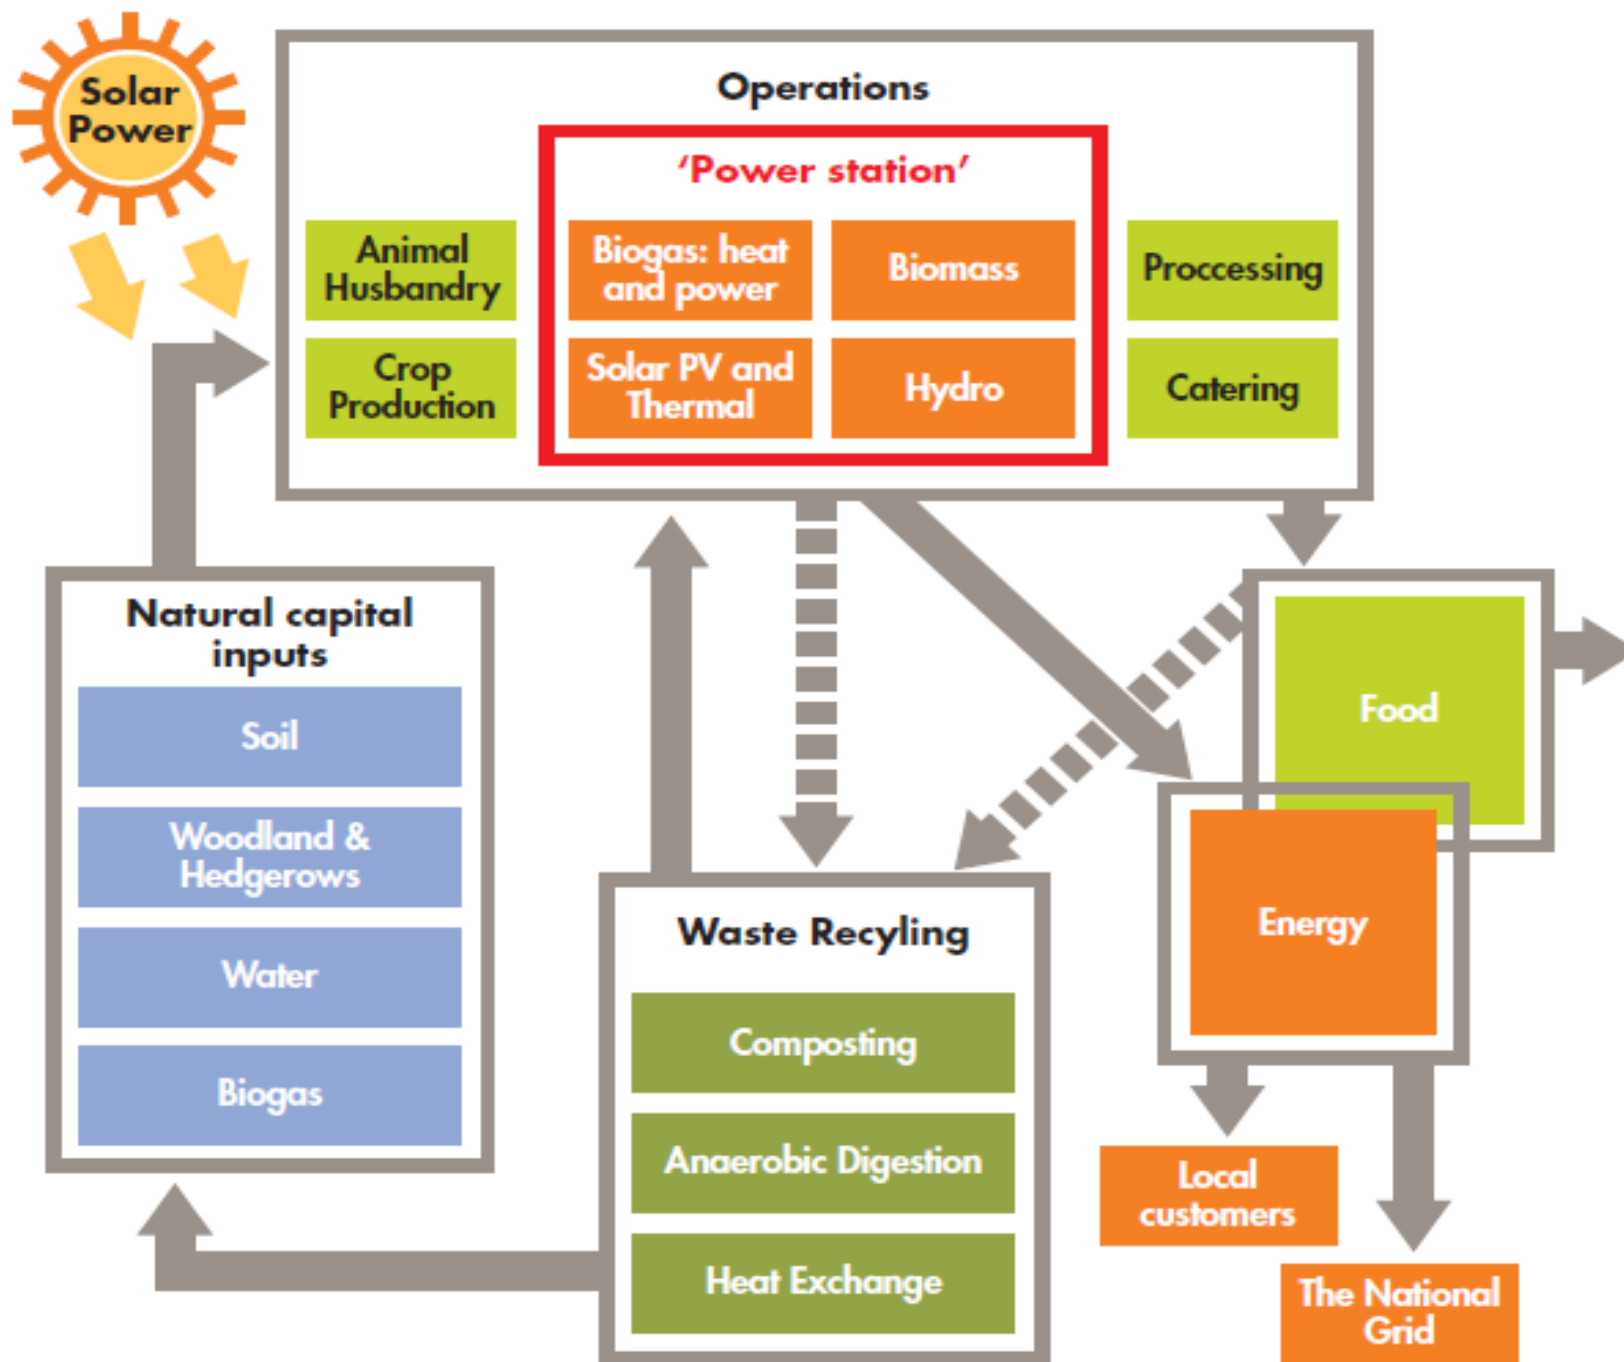 Solar
Power
Operations
‘Power station’
Animal
Husbandry
Biogas: heat
and power
Biomass
Proccessing
Crop
Production
Solar PV and
Thermal
Hydro
Catering
Natural capital
inputs
Soil
Woodland &
Hedgerows
Water
Biogas
Waste Recyling
Composting
Anaerobic Digestion
Heat Exchange
Food
Energy
Local
customers
The National
Grid